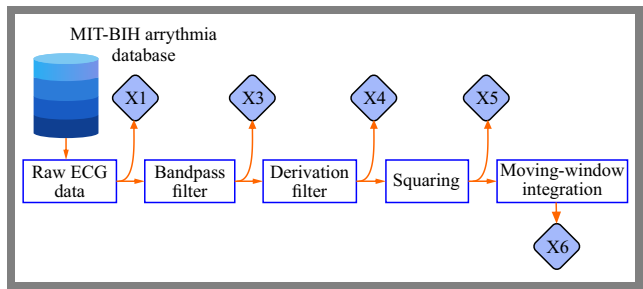 MIT-BIH arrythmia
database
X1
X3
X4
X5
Raw ECG
data
Bandpass
filter
Derivation
filter
Squaring
Moving-window
integration
X6